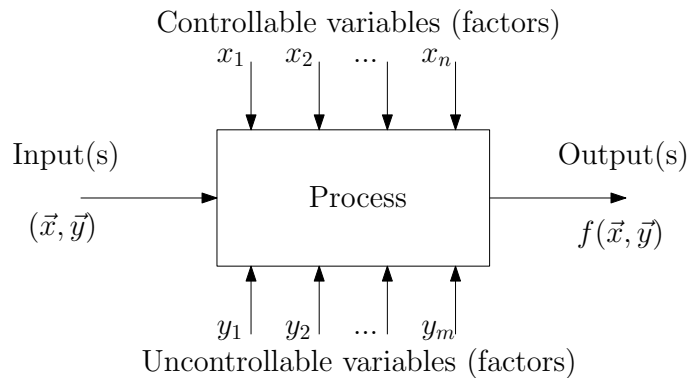 Controllable variables (factors)
x₁ x₂ ... xₙ
Input(s) Output(s)
Process
(x⃗, y⃗) f(x⃗, y⃗)
y₁ y₂ ... yₘ
Uncontrollable variables (factors)